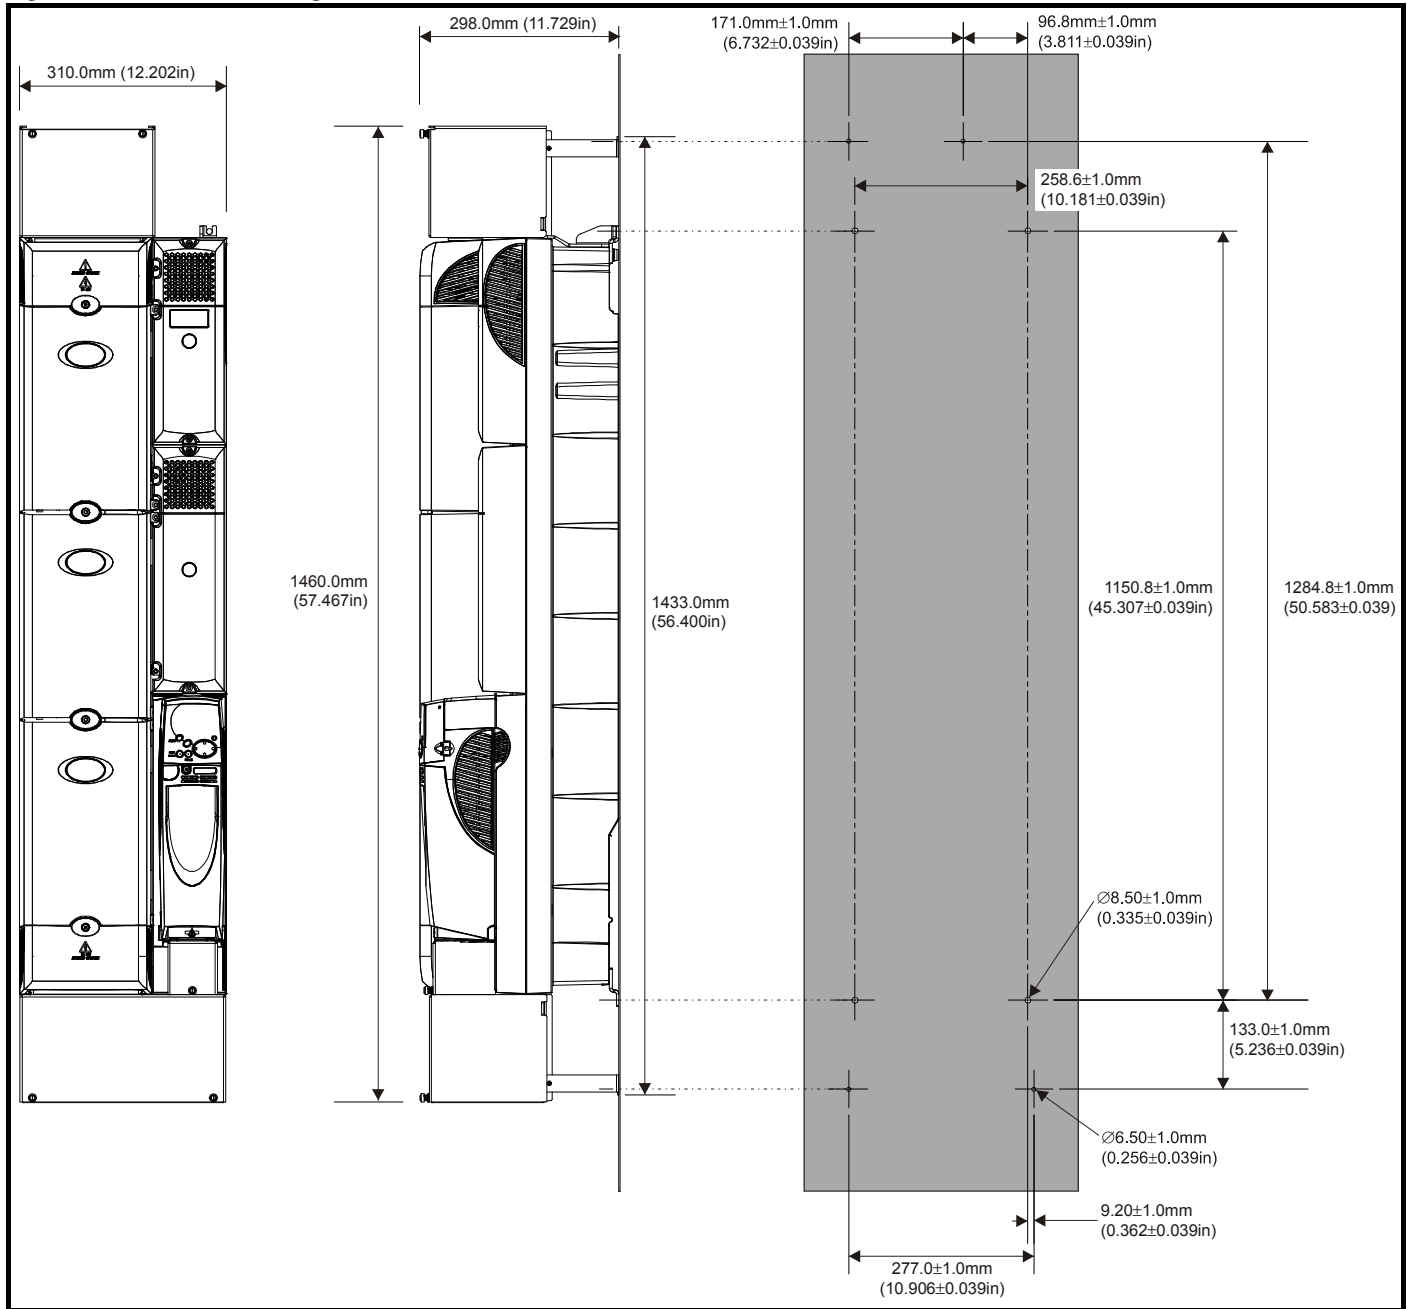 298.0mm (11.729in)
171.0mm±1.0mm
(6.732±0.039in)
96.8mm±1.0mm
(3.811±0.039in)
310.0mm (12.202in)
258.6±1.0mm
(10.181±0.039in)
1460.0mm
(57.467in)
1433.0mm
(56.400in)
1150.8±1.0mm
(45.307±0.039in)
1284.8±1.0mm
(50.583±0.039)
∅8.50±1.0mm
(0.335±0.039in)
133.0±1.0mm
(5.236±0.039in)
∅6.50±1.0mm
(0.256±0.039in)
9.20±1.0mm
(0.362±0.039in)
277.0±1.0mm
(10.906±0.039in)